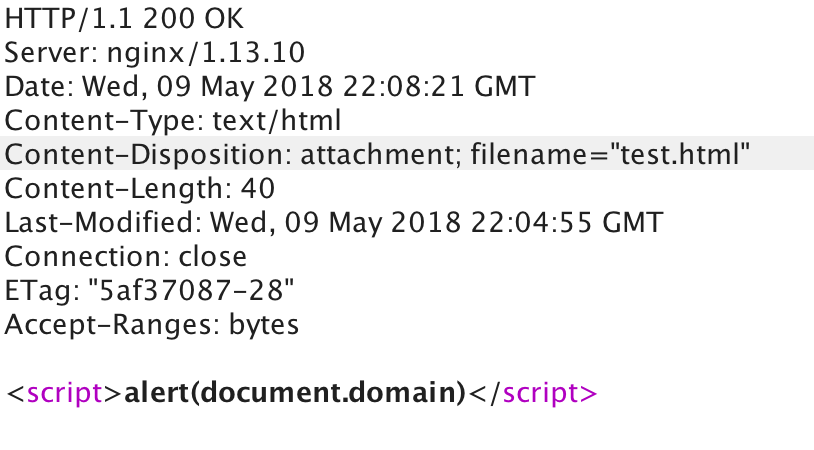 HTTP/1.1 200 OK
Server: nginx/1.13.10
Date: Wed, 09 May 2018 22:08:21 GMT
Content-Type: text/html
Content-Disposition: attachment; filename="test.html"
Content-Length: 40
Last-Modified: Wed, 09 May 2018 22:04:55 GMT
Connection: close
ETag: "5af37087-28"
Accept-Ranges: bytes
<script>alert(document.domain)</script>